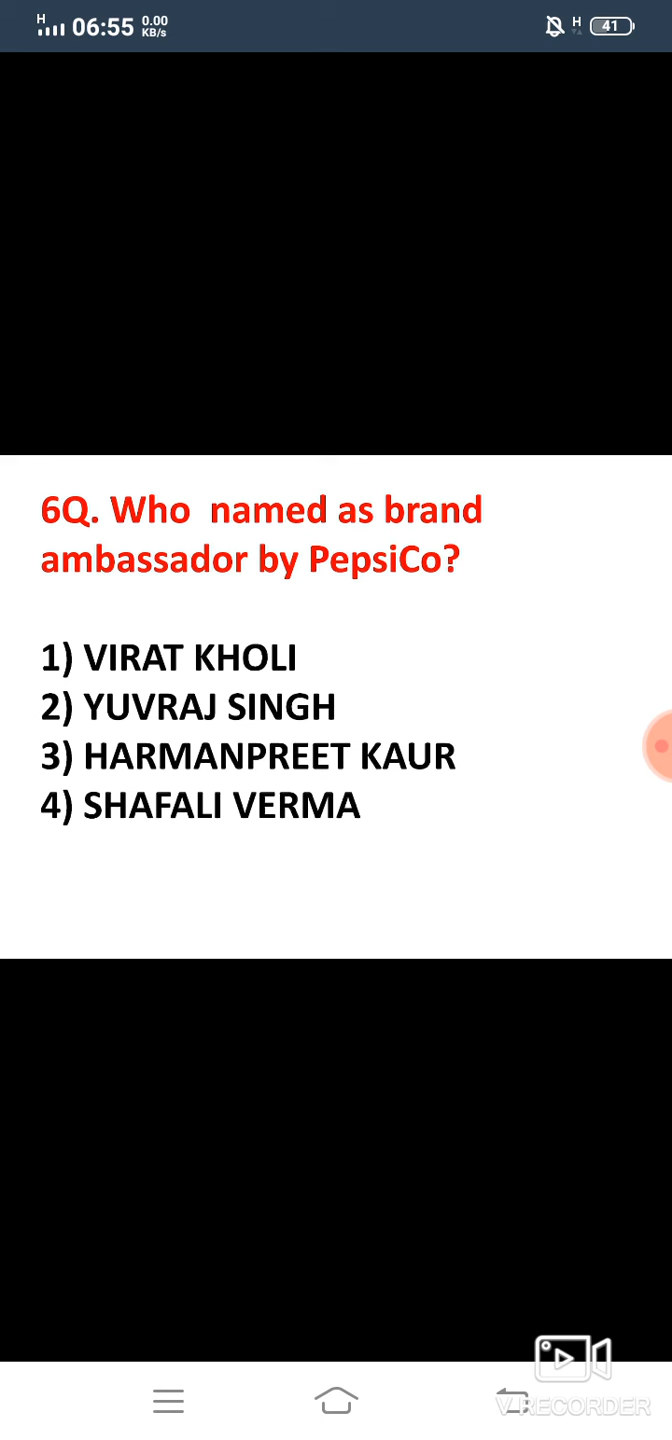 H 06:55 0.00 KB/s H 41
6Q. Who  named as brand
ambassador by PepsiCo?
1) VIRAT KHOLI
2) YUVRAJ SINGH
3) HARMANPREET KAUR
4) SHAFALI VERMA
V RECORDER